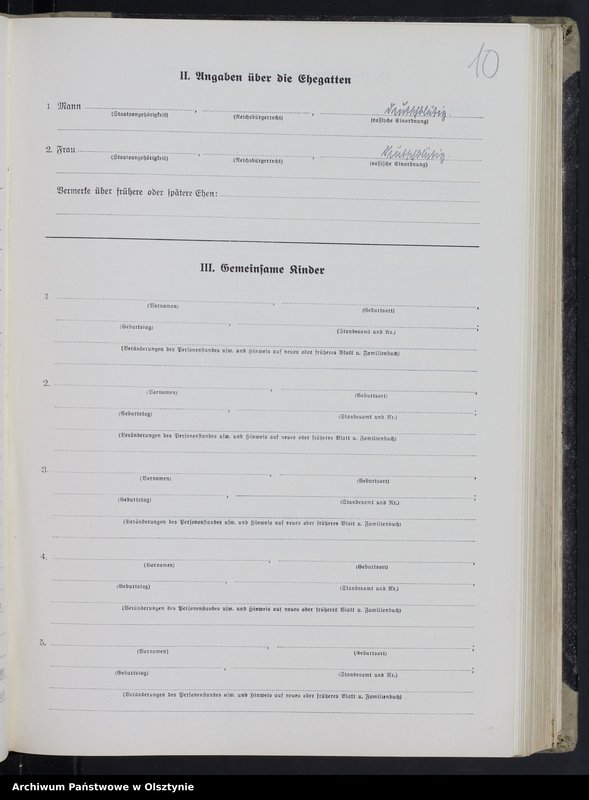 10
II. Angaben über die Ehegatten
1 Mann , , deutschblütig.
(Staatsangehörigkeit) (Reichsbürgerrecht) (rassische Einordnung)
2. Frau , , deutschblütig.
(Staatsangehörigkeit) (Reichsbürgerrecht) (rassische Einordnung)
Vermerke über frühere oder spätere Ehen:
III. Gemeinsame Kinder
1. , ,
(Vornamen) (Geburtsort)
, ;
(Geburtstag) (Standesamt und Nr.)
(Veränderungen des Personenstandes usw. und Hinweis auf neues oder früheres Blatt u. Familienbuch)
2. , ,
(Vornamen) (Geburtsort)
, ;
(Geburtstag) (Standesamt und Nr.)
(Veränderungen des Personenstandes usw. und Hinweis auf neues oder früheres Blatt u. Familienbuch)
3. , ,
(Vornamen) (Geburtsort)
, ;
(Geburtstag) (Standesamt und Nr.)
(Veränderungen des Personenstandes usw. und Hinweis auf neues oder früheres Blatt u. Familienbuch)
4. , ,
(Vornamen) (Geburtsort)
, ;
(Geburtstag) (Standesamt und Nr.)
(Veränderungen des Personenstandes usw. und Hinweis auf neues oder früheres Blatt u. Familienbuch)
5. , ;
(Vornamen) (Geburtsort)
, ;
(Geburtstag) (Standesamt und Nr.)
(Veränderungen des Personenstandes usw. und Hinweis auf neues oder früheres Blatt u. Familienbuch)
Archiwum Państwowe w Olsztynie